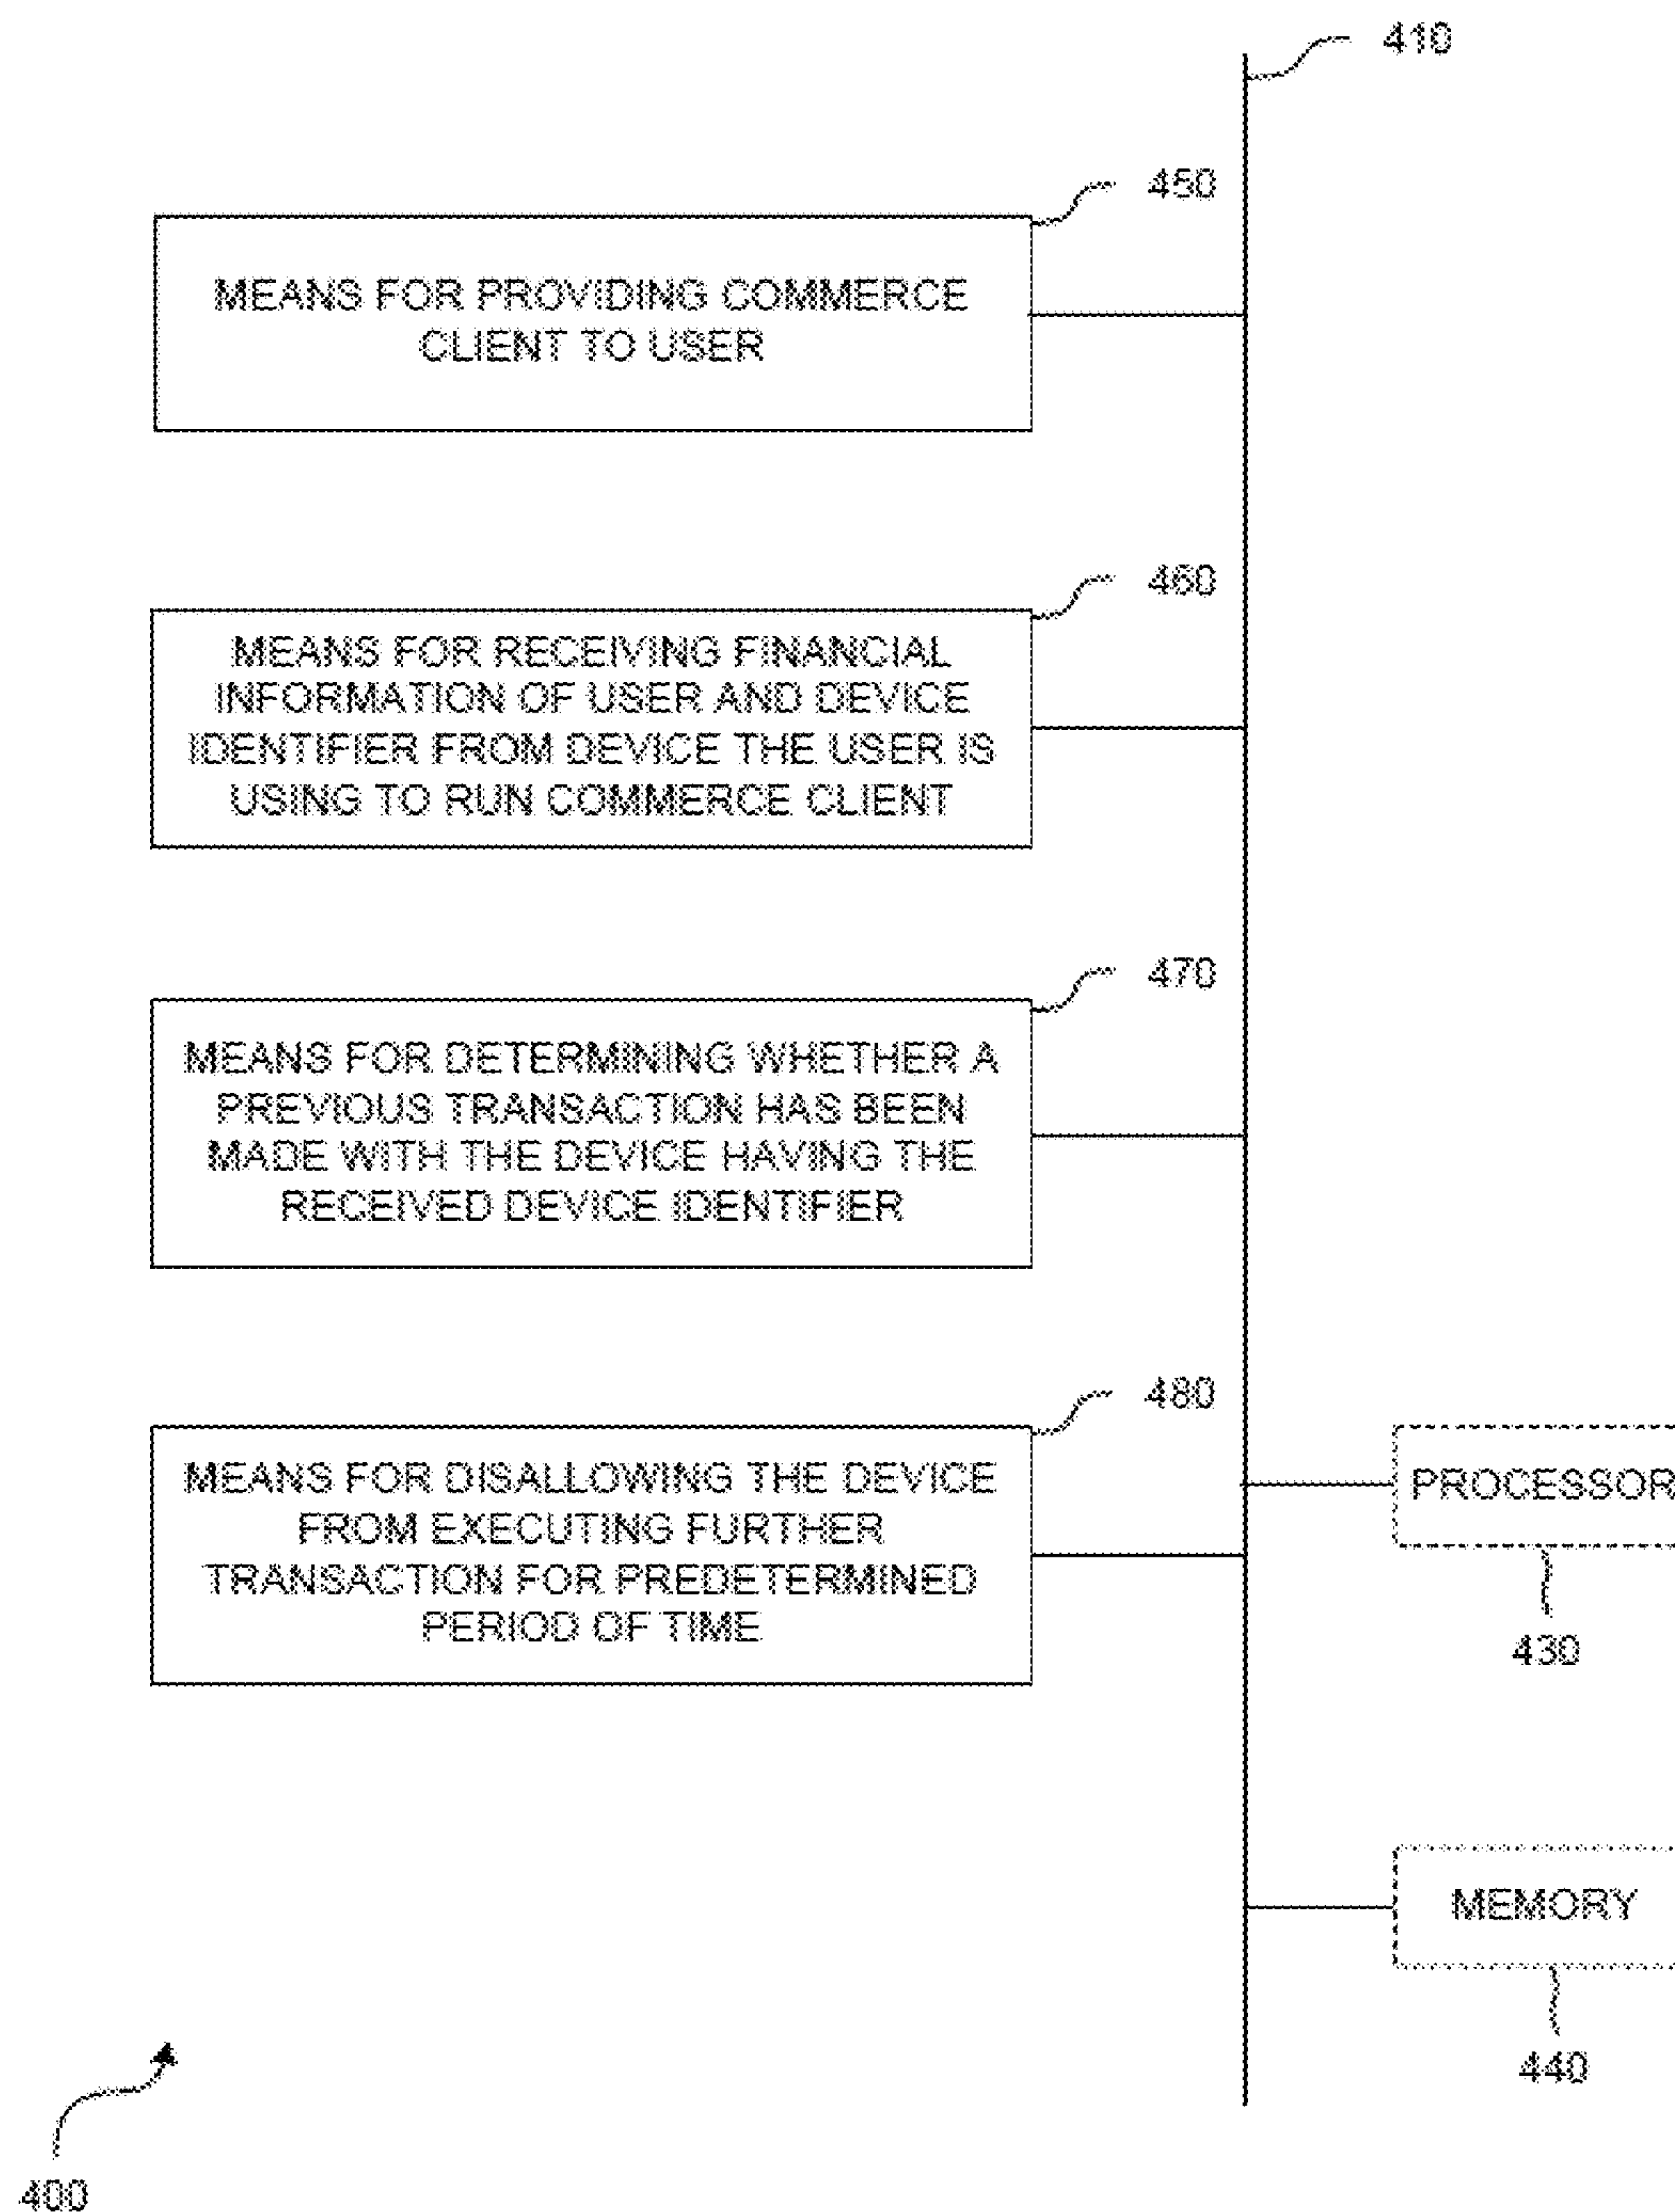 410
450
MEANS FOR PROVIDING COMMERCE
CLIENT TO USER
460
MEANS FOR RECEIVING FINANCIAL
INFORMATION OF USER AND DEVICE
IDENTIFIER FROM DEVICE THE USER IS
USING TO RUN COMMERCE CLIENT
470
MEANS FOR DETERMINING WHETHER A
PREVIOUS TRANSACTION HAS BEEN
MADE WITH THE DEVICE HAVING THE
RECEIVED DEVICE IDENTIFIER
480
MEANS FOR DISALLOWING THE DEVICE
FROM EXECUTING FURTHER
TRANSACTION FOR PREDETERMINED
PERIOD OF TIME
PROCESSOR
430
MEMORY
440
400